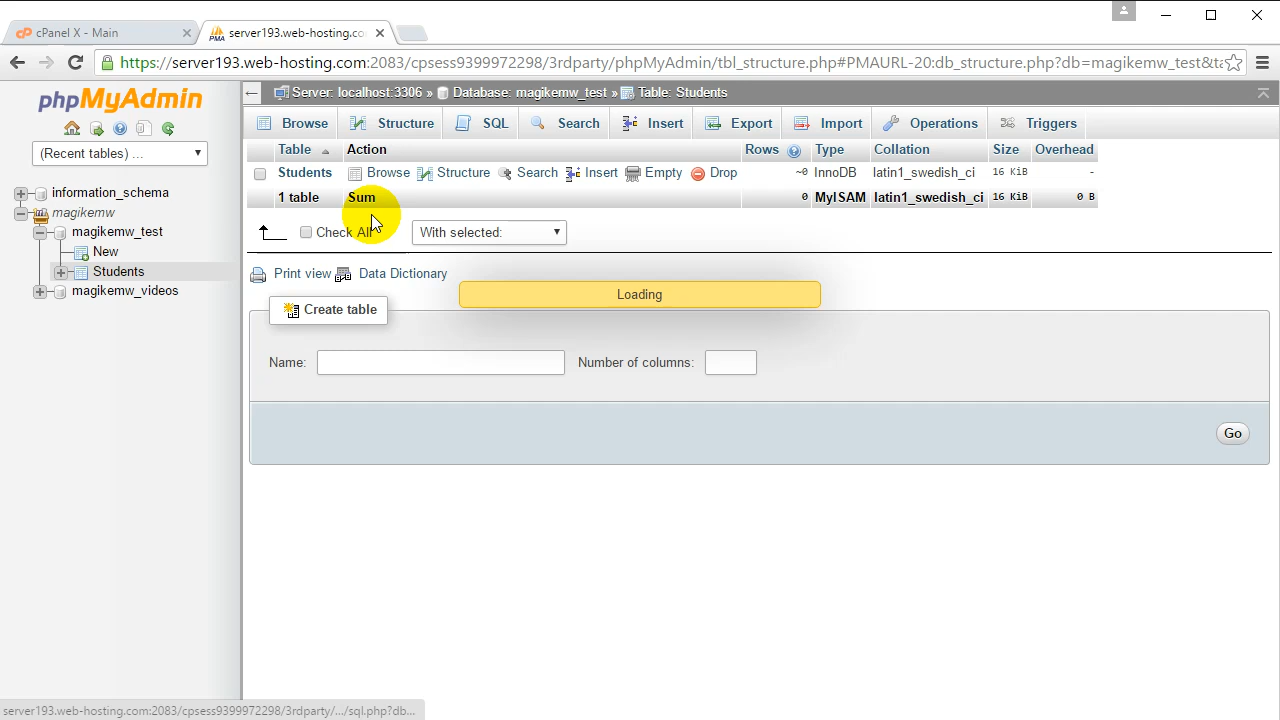 cPanel X - Main
server193.web-hosting.co
https://server193.web-hosting.com:2083/cpsess9399972298/3rdparty/phpMyAdmin/tbl_structure.php#PMAURL-20:db_structure.php?db=magikemw_test&ta
phpMyAdmin
Server: localhost:3306 » Database: magikemw_test » Table: Students
Browse Structure SQL Search Insert Export Import Operations Triggers
(Recent tables) ...
information_schema
magikemw
magikemw_test
New
Students
magikemw_videos
Table Action Rows Type Collation Size Overhead
Students Browse Structure Search Insert Empty Drop ~0 InnoDB latin1_swedish_ci 16 KiB -
1 table Sum 0 MyISAM latin1_swedish_ci 16 KiB 0 B
Check All With selected:
Print view Data Dictionary
Loading
Create table
Name: Number of columns:
Go
server193.web-hosting.com:2083/cpsess9399972298/3rdparty/.../sql.php?db...